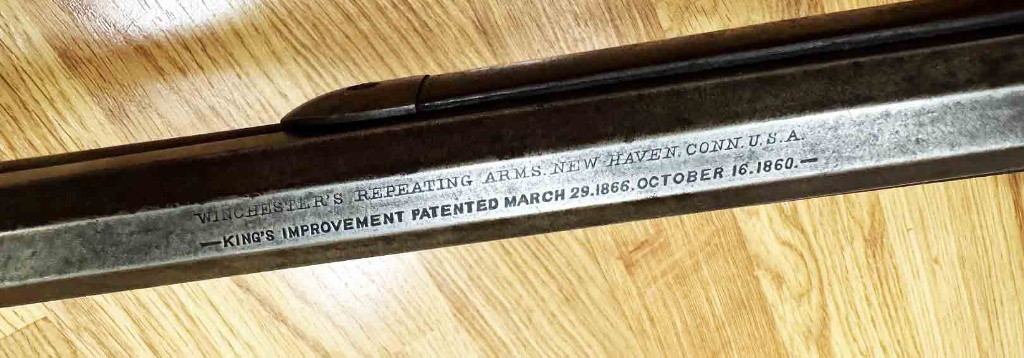 WINCHESTER'S REPEATING ARMS. NEW HAVEN. CONN. U.S.A.
—KING'S IMPROVEMENT PATENTED MARCH 29.1866. OCTOBER 16.1860.—